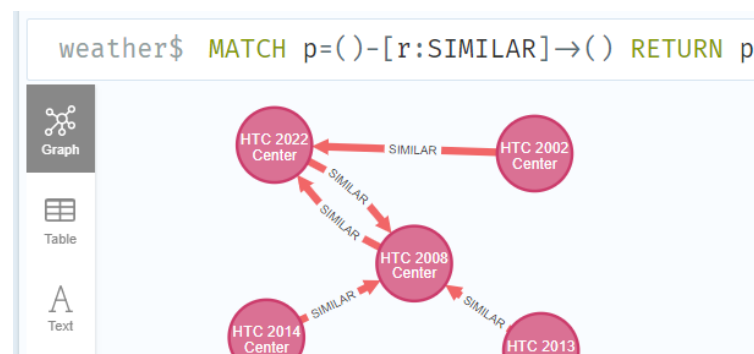 weather$ MATCH p=()-[r:SIMILAR]→() RETURN p
Graph
Table
Text
HTC 2022
Center
SIMILAR
HTC 2002
Center
SIMILAR
SIMILAR
HTC 2008
Center
SIMILAR
SIMILAR
HTC 2014
Center
HTC 2013